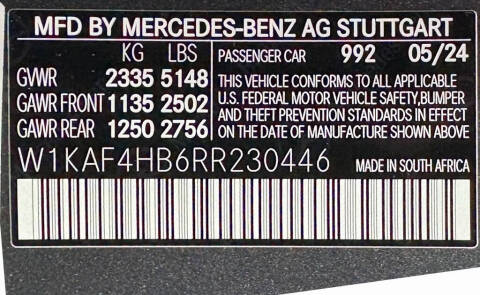 MFD BY MERCEDES-BENZ AG STUTTGART
KG LBS PASSENGER CAR 992 05/24
GVWR 2335 5148
GAWR FRONT 1135 2502
GAWR REAR 1250 2756
THIS VEHICLE CONFORMS TO ALL APPLICABLE
U.S. FEDERAL MOTOR VEHICLE SAFETY,BUMPER
AND THEFT PREVENTION STANDARDS IN EFFECT
ON THE DATE OF MANUFACTURE SHOWN ABOVE
W1KAF4HB6RR230446 MADE IN SOUTH AFRICA